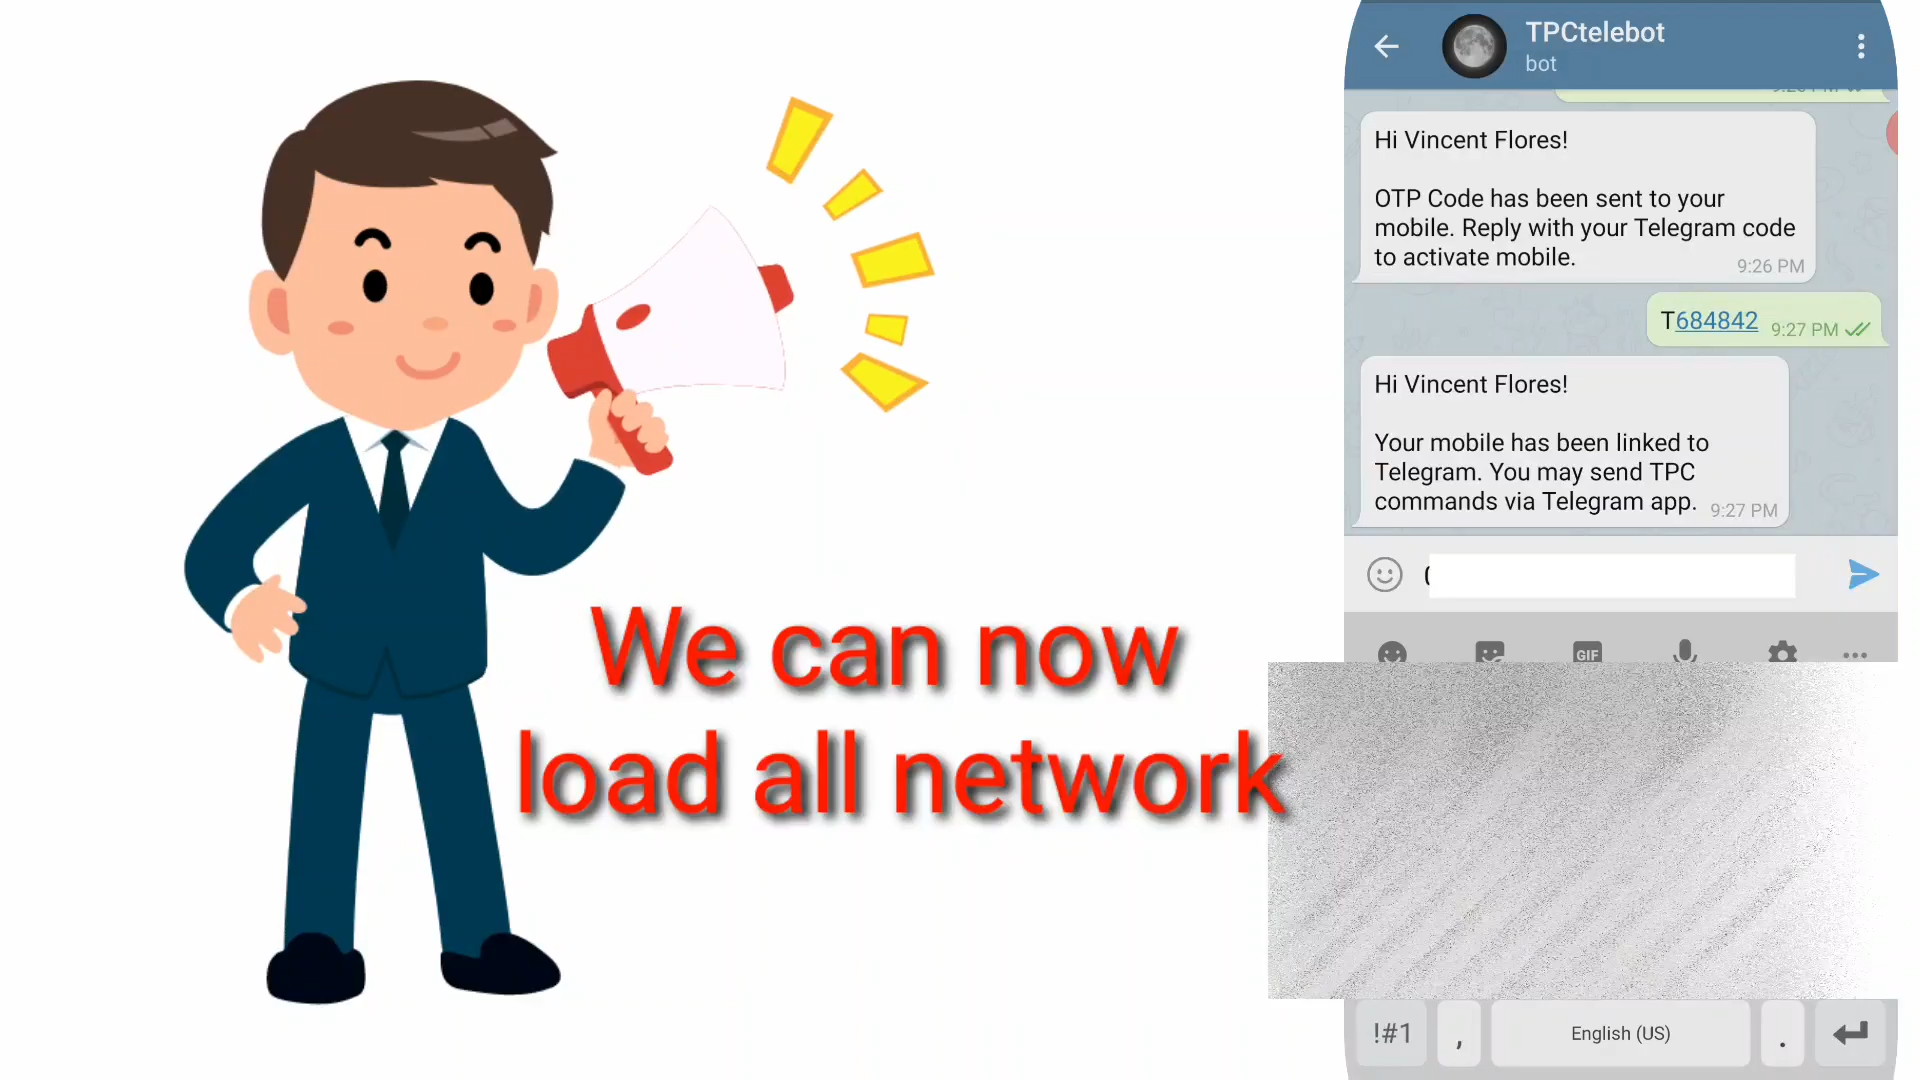 TPCtelebot
bot
Hi Vincent Flores!
OTP Code has been sent to your
mobile. Reply with your Telegram code
to activate mobile.
9:26 PM
T684842 9:27 PM
Hi Vincent Flores!
Your mobile has been linked to
Telegram. You may send TPC
commands via Telegram app. 9:27 PM
We can now
load all network
GIF
!#1 , English (US) .